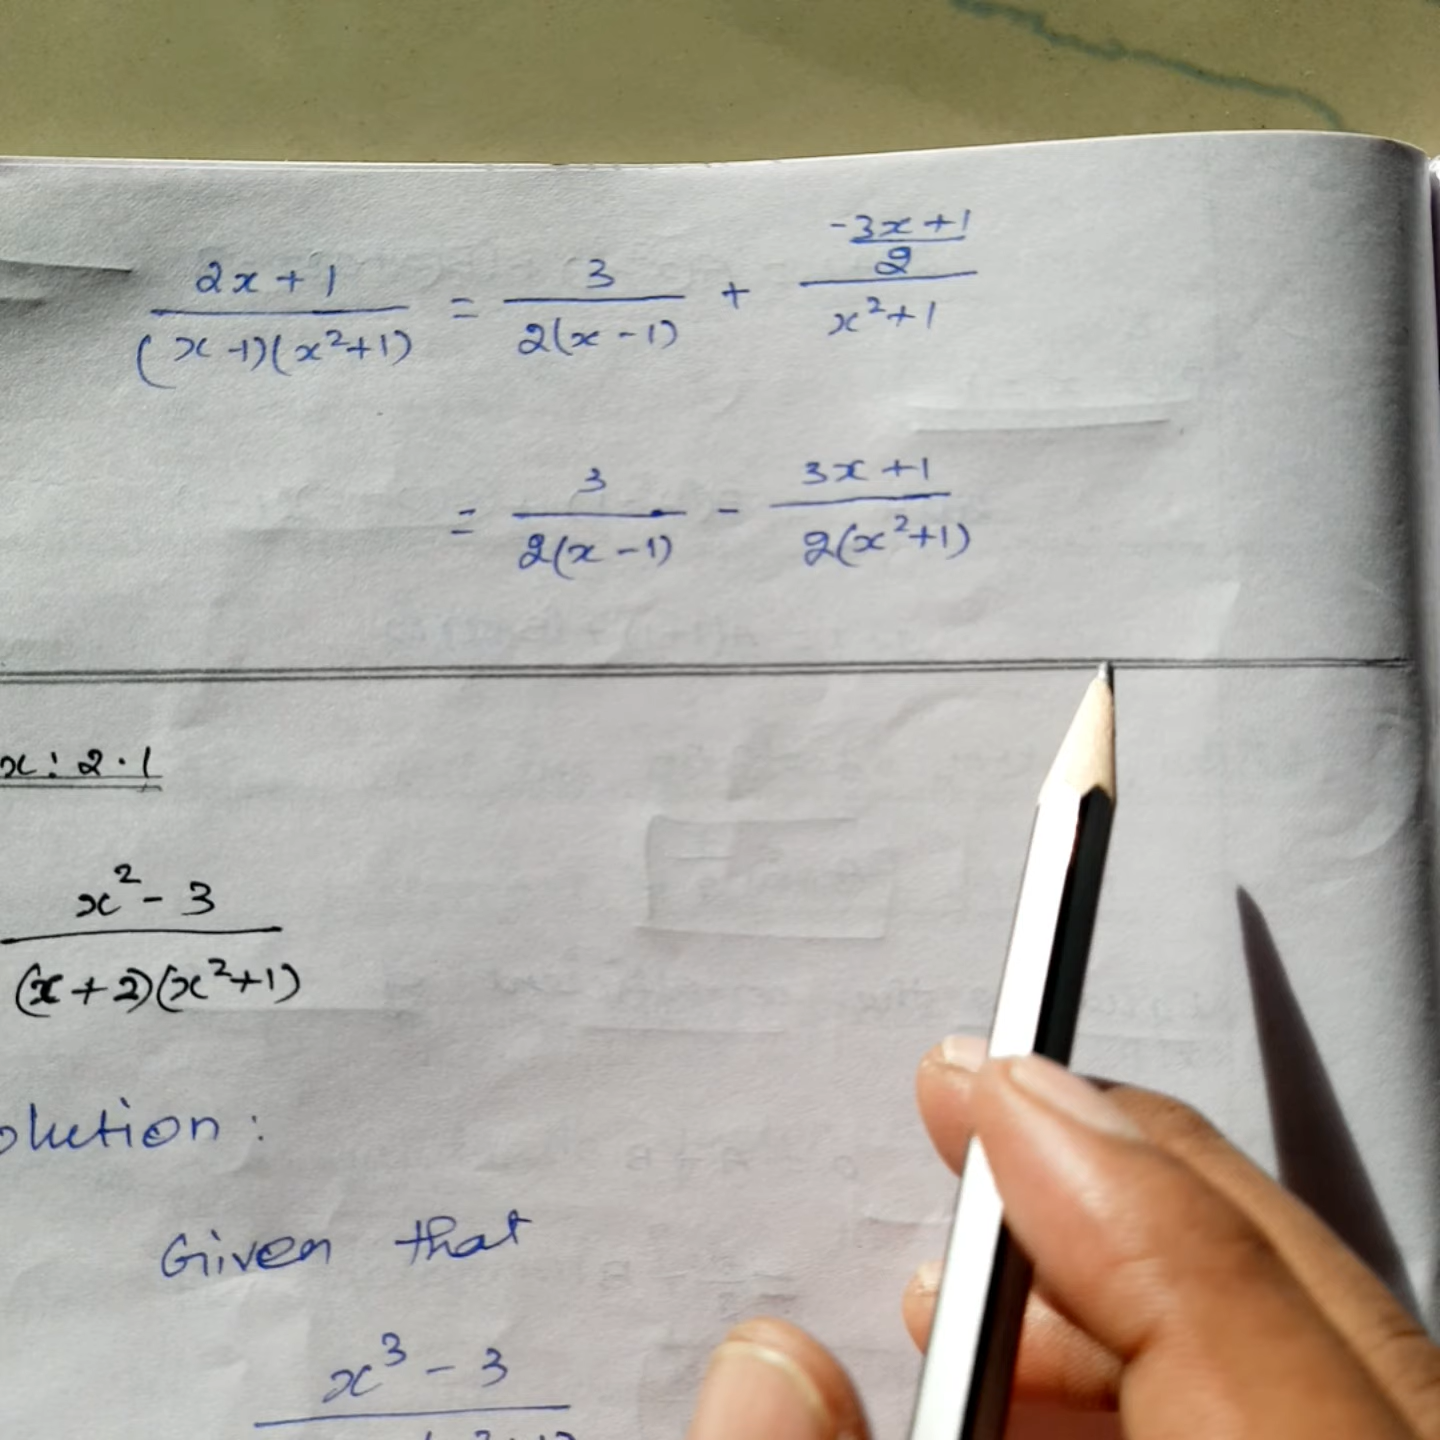 2x+1 / (x-1)(x²+1) = 3 / 2(x-1) + (-3x+1 / 2) / x²+1
= 3 / 2(x-1) - 3x+1 / 2(x²+1)
x: 2.1
x²-3 / (x+2)(x²+1)
olution:
Given that
x³-3